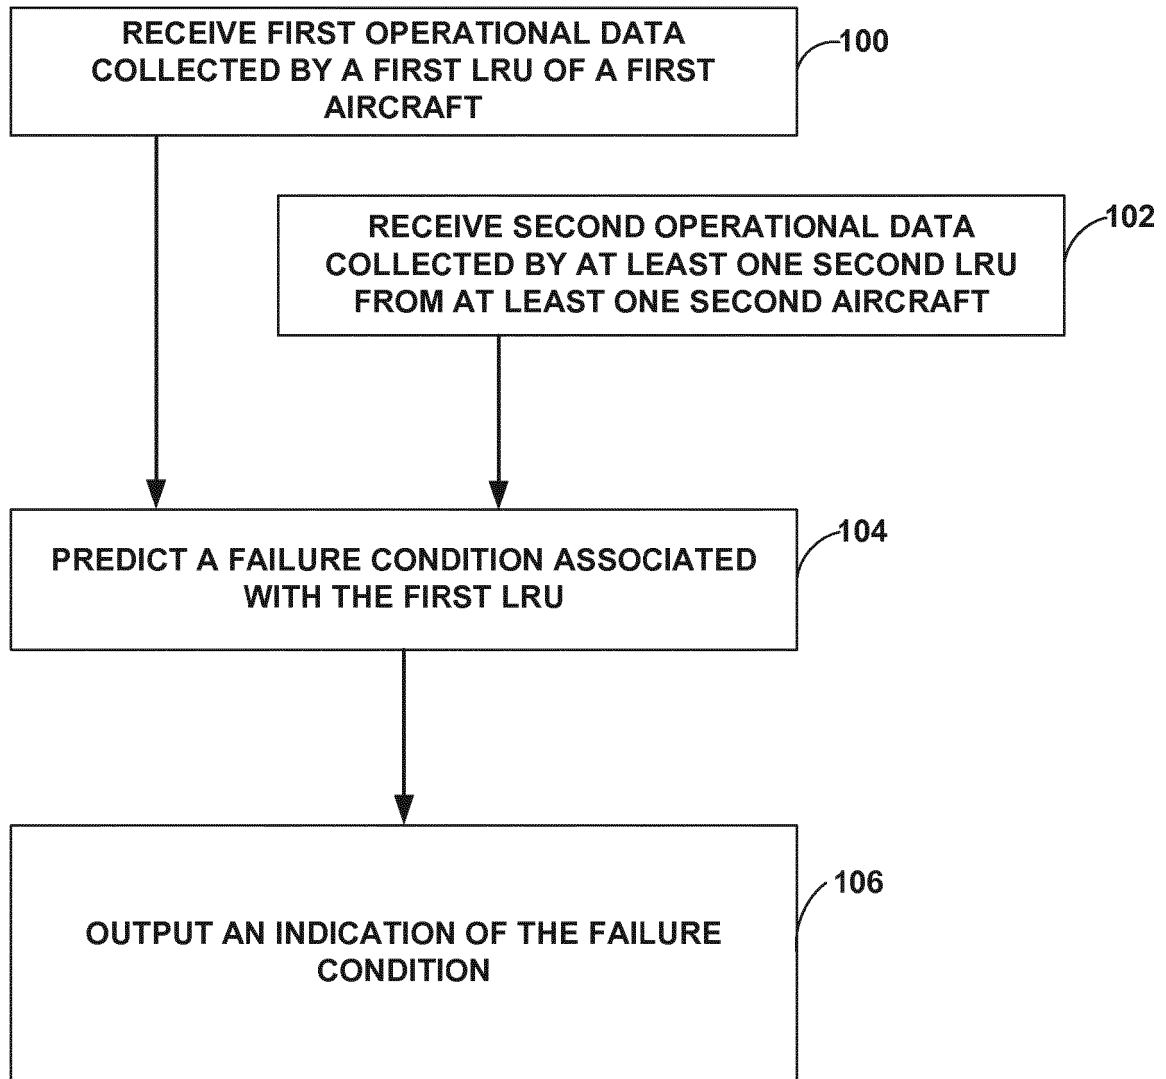 RECEIVE FIRST OPERATIONAL DATA
COLLECTED BY A FIRST LRU OF A FIRST
AIRCRAFT
100
RECEIVE SECOND OPERATIONAL DATA
COLLECTED BY AT LEAST ONE SECOND LRU
FROM AT LEAST ONE SECOND AIRCRAFT
102
PREDICT A FAILURE CONDITION ASSOCIATED
WITH THE FIRST LRU
104
OUTPUT AN INDICATION OF THE FAILURE
CONDITION
106